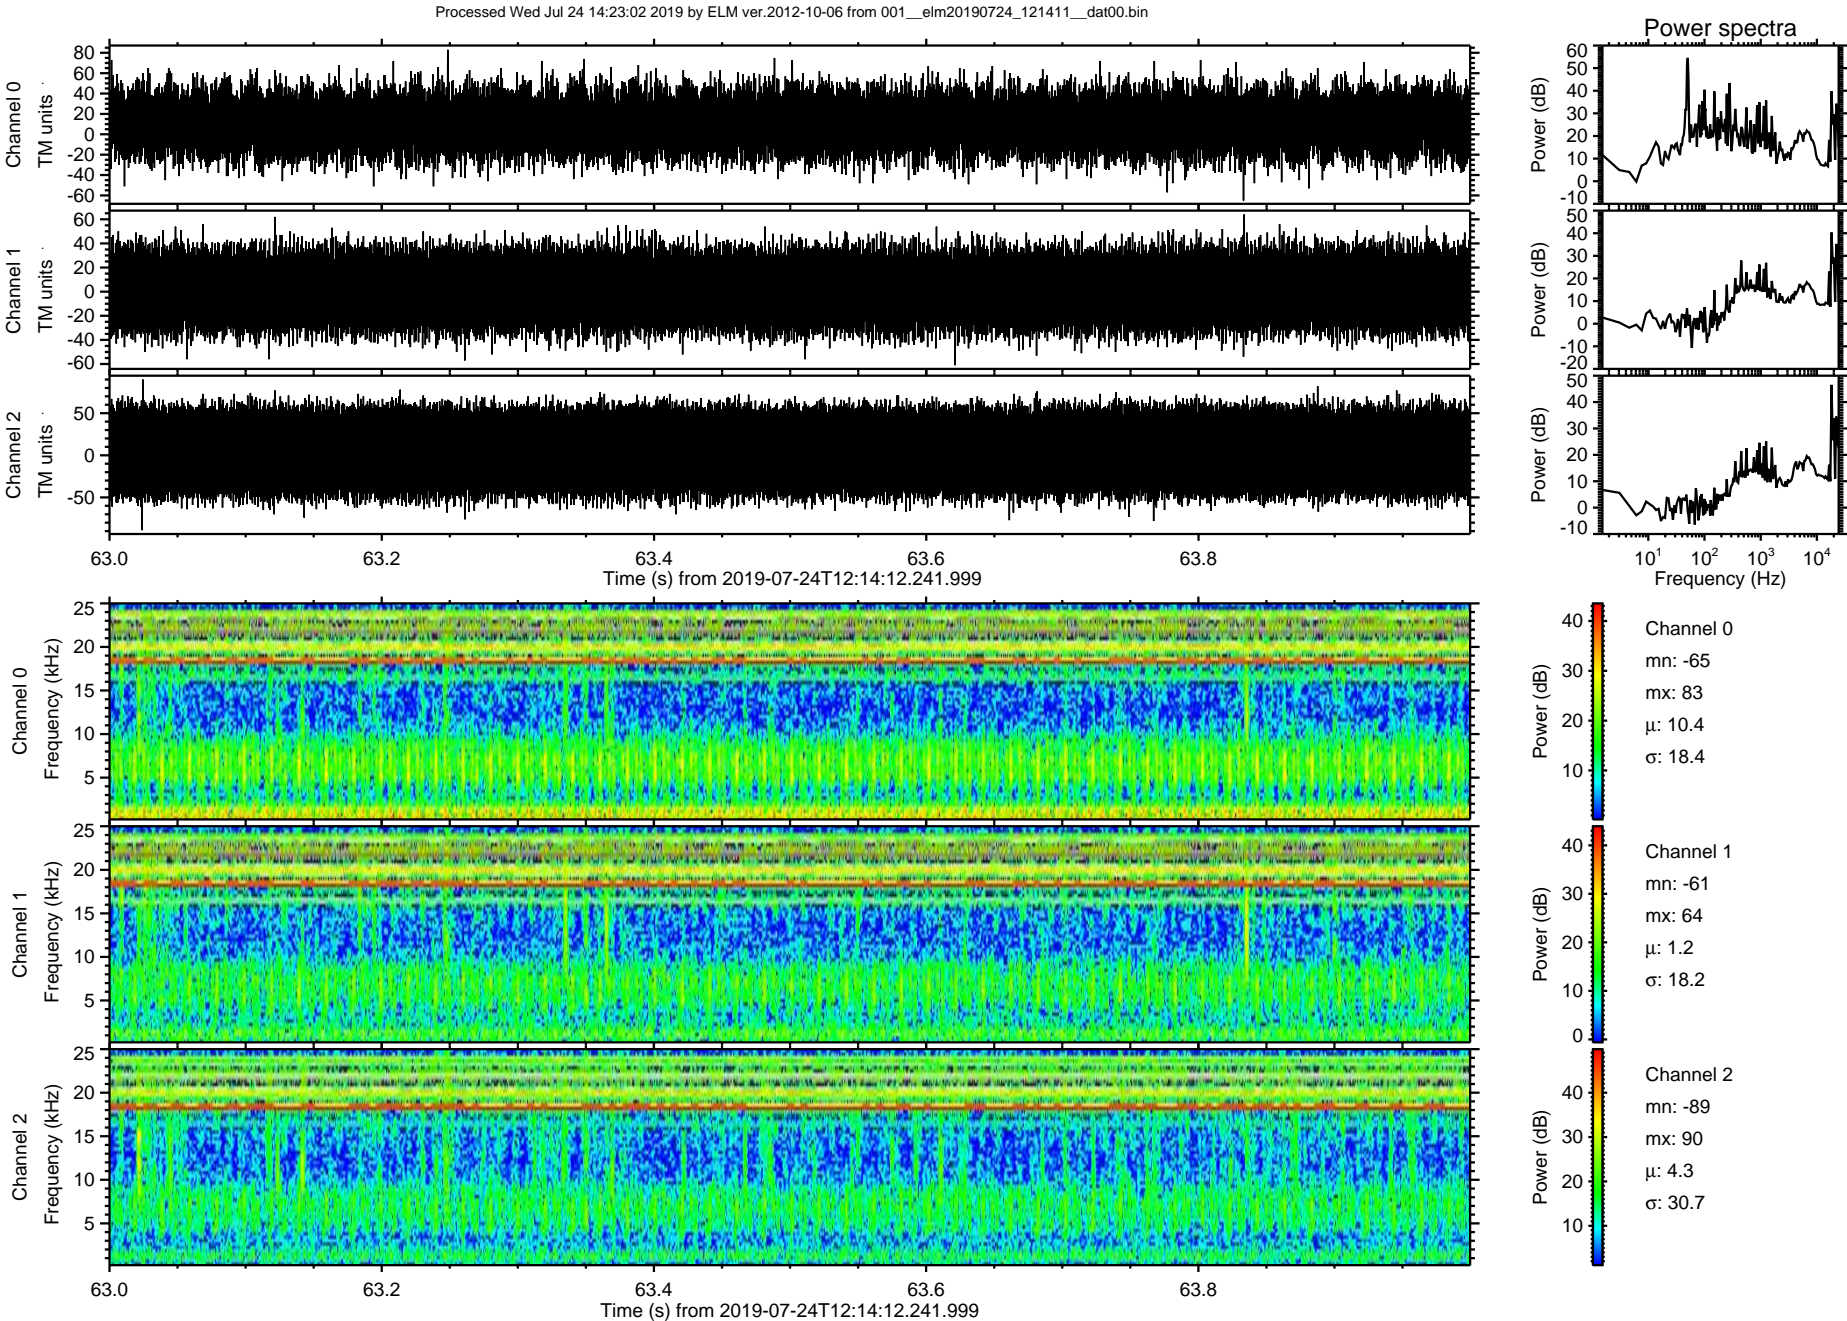 Processed Wed Jul 24 14:23:02 2019 by ELM ver.2012-10-06 from 001__elm20190724_121411__dat00.bin
Power spectra
Channel 0
TM units
80
60
40
20
0
-20
-40
-60
Power (dB)
60
50
40
30
20
10
0
-10
Channel 1
TM units
60
40
20
0
-20
-40
-60
Power (dB)
50
40
30
20
10
0
-10
-20
Channel 2
TM units
50
0
-50
Power (dB)
50
40
30
20
10
0
-10
63.0 63.2 63.4 63.6 63.8
Time (s) from 2019-07-24T12:14:12.241.999
10^1 10^2 10^3 10^4
Frequency (Hz)
Channel 0
Frequency (kHz)
25
20
15
10
5
Power (dB)
40
30
20
10
Channel 0
mn: -65
mx: 83
μ: 10.4
σ: 18.4
Channel 1
Frequency (kHz)
25
20
15
10
5
Power (dB)
40
30
20
10
0
Channel 1
mn: -61
mx: 64
μ: 1.2
σ: 18.2
Channel 2
Frequency (kHz)
25
20
15
10
5
Power (dB)
40
30
20
10
Channel 2
mn: -89
mx: 90
μ: 4.3
σ: 30.7
63.0 63.2 63.4 63.6 63.8
Time (s) from 2019-07-24T12:14:12.241.999